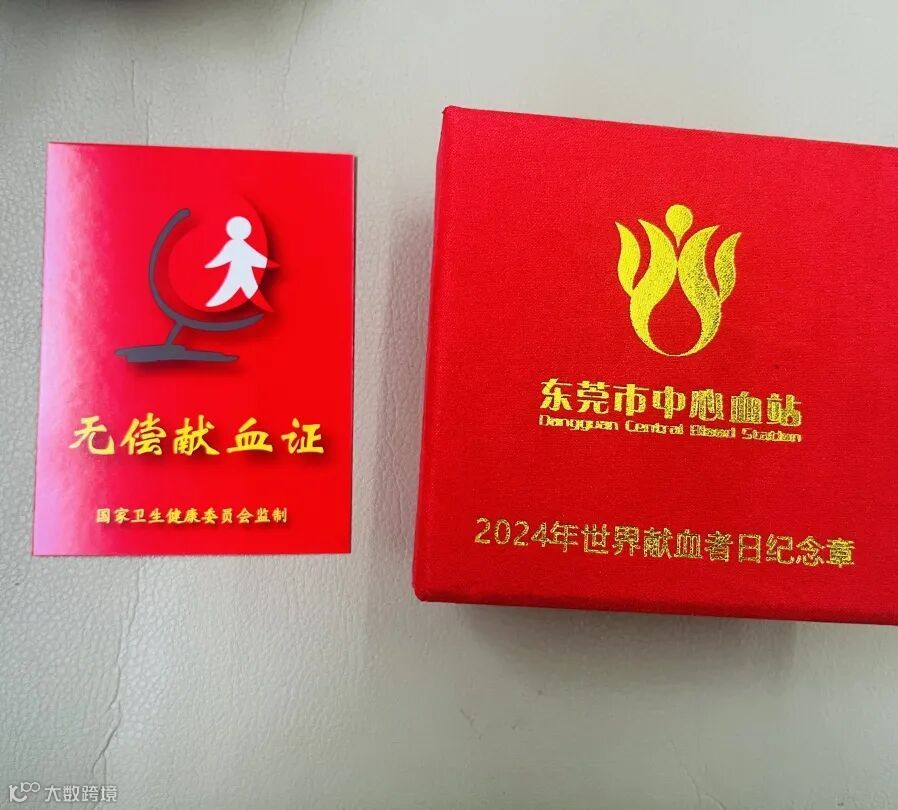 无偿献血证
国家卫生健康委员会监制
东莞市中心血站
Dongguan Central Blood Station
2024年世界献血者日纪念章
大数跨境